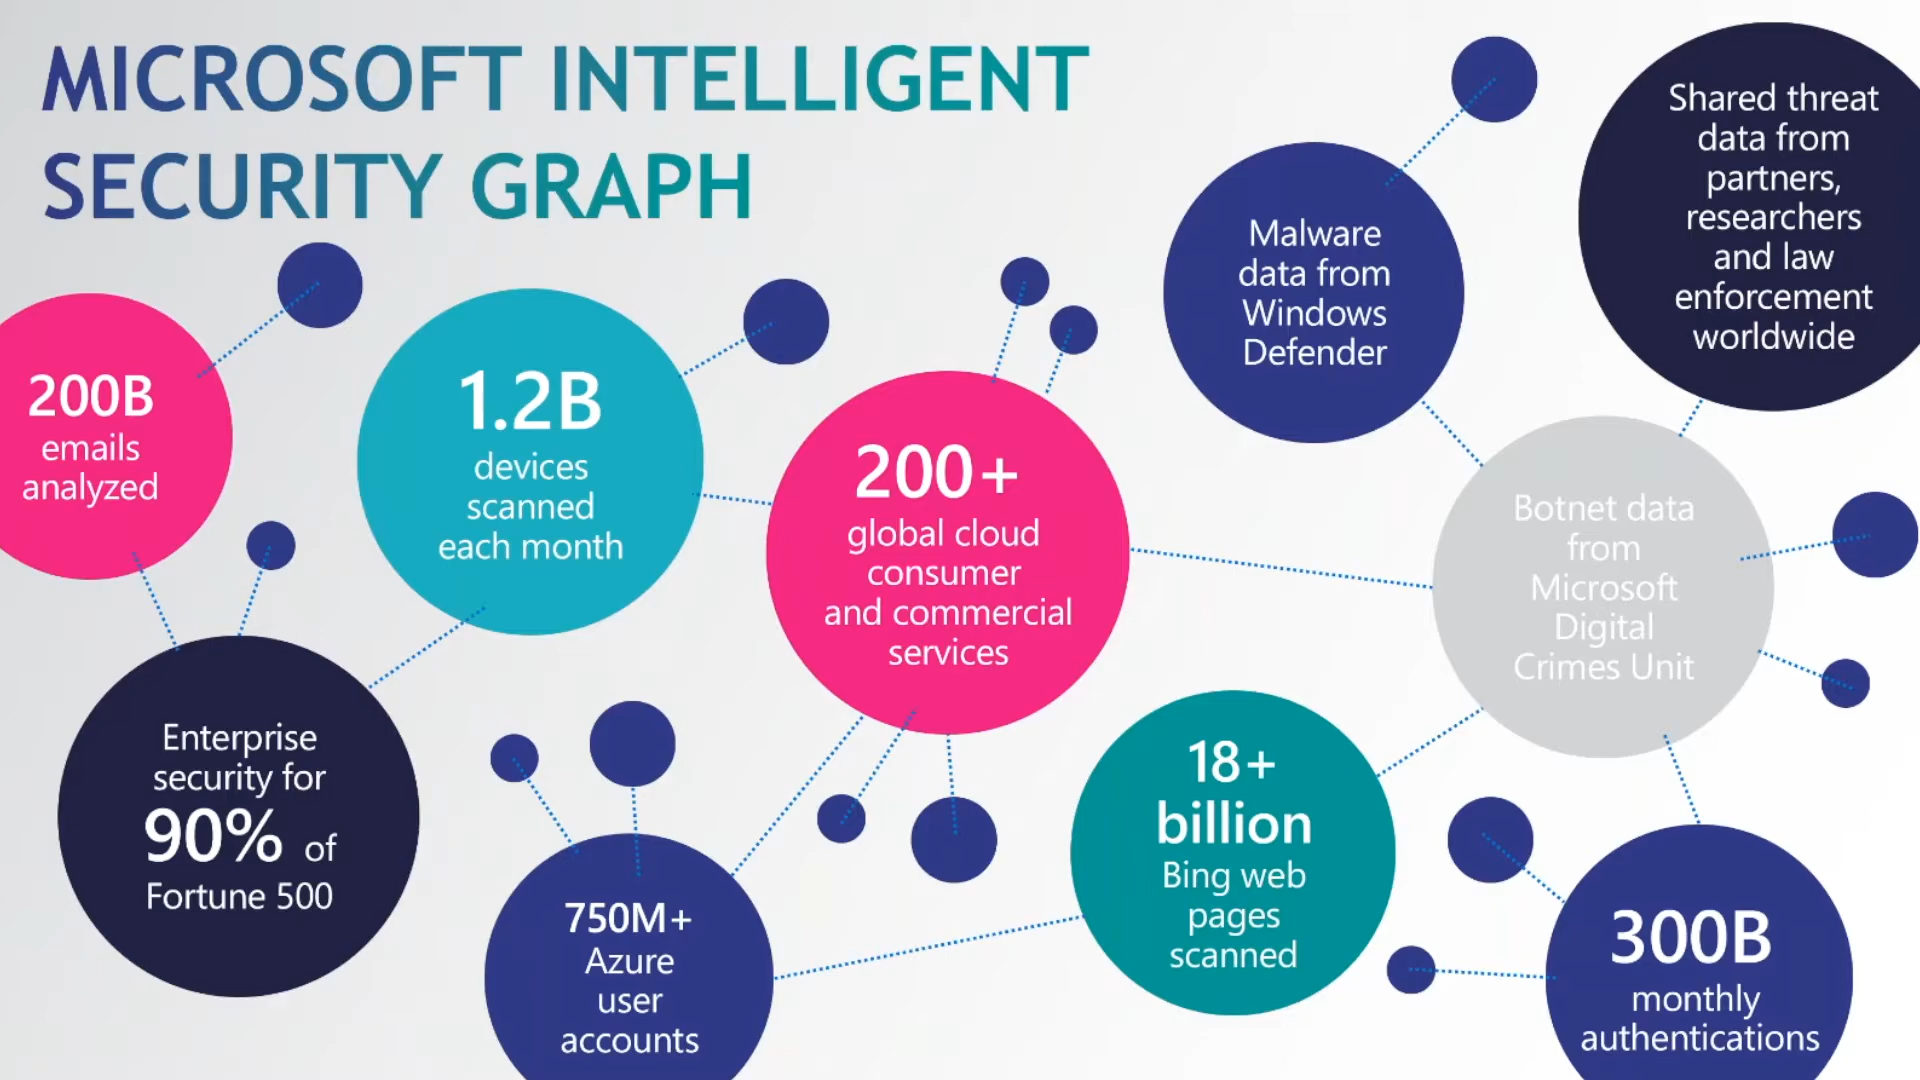 MICROSOFT INTELLIGENT
SECURITY GRAPH
200B
emails
analyzed
1.2B
devices
scanned
each month
200+
global cloud
consumer
and commercial
services
Malware
data from
Windows
Defender
Shared threat
data from
partners,
researchers
and law
enforcement
worldwide
Botnet data
from
Microsoft
Digital
Crimes Unit
Enterprise
security for
90% of
Fortune 500
750M+
Azure
user
accounts
18+
billion
Bing web
pages
scanned
300B
monthly
authentications